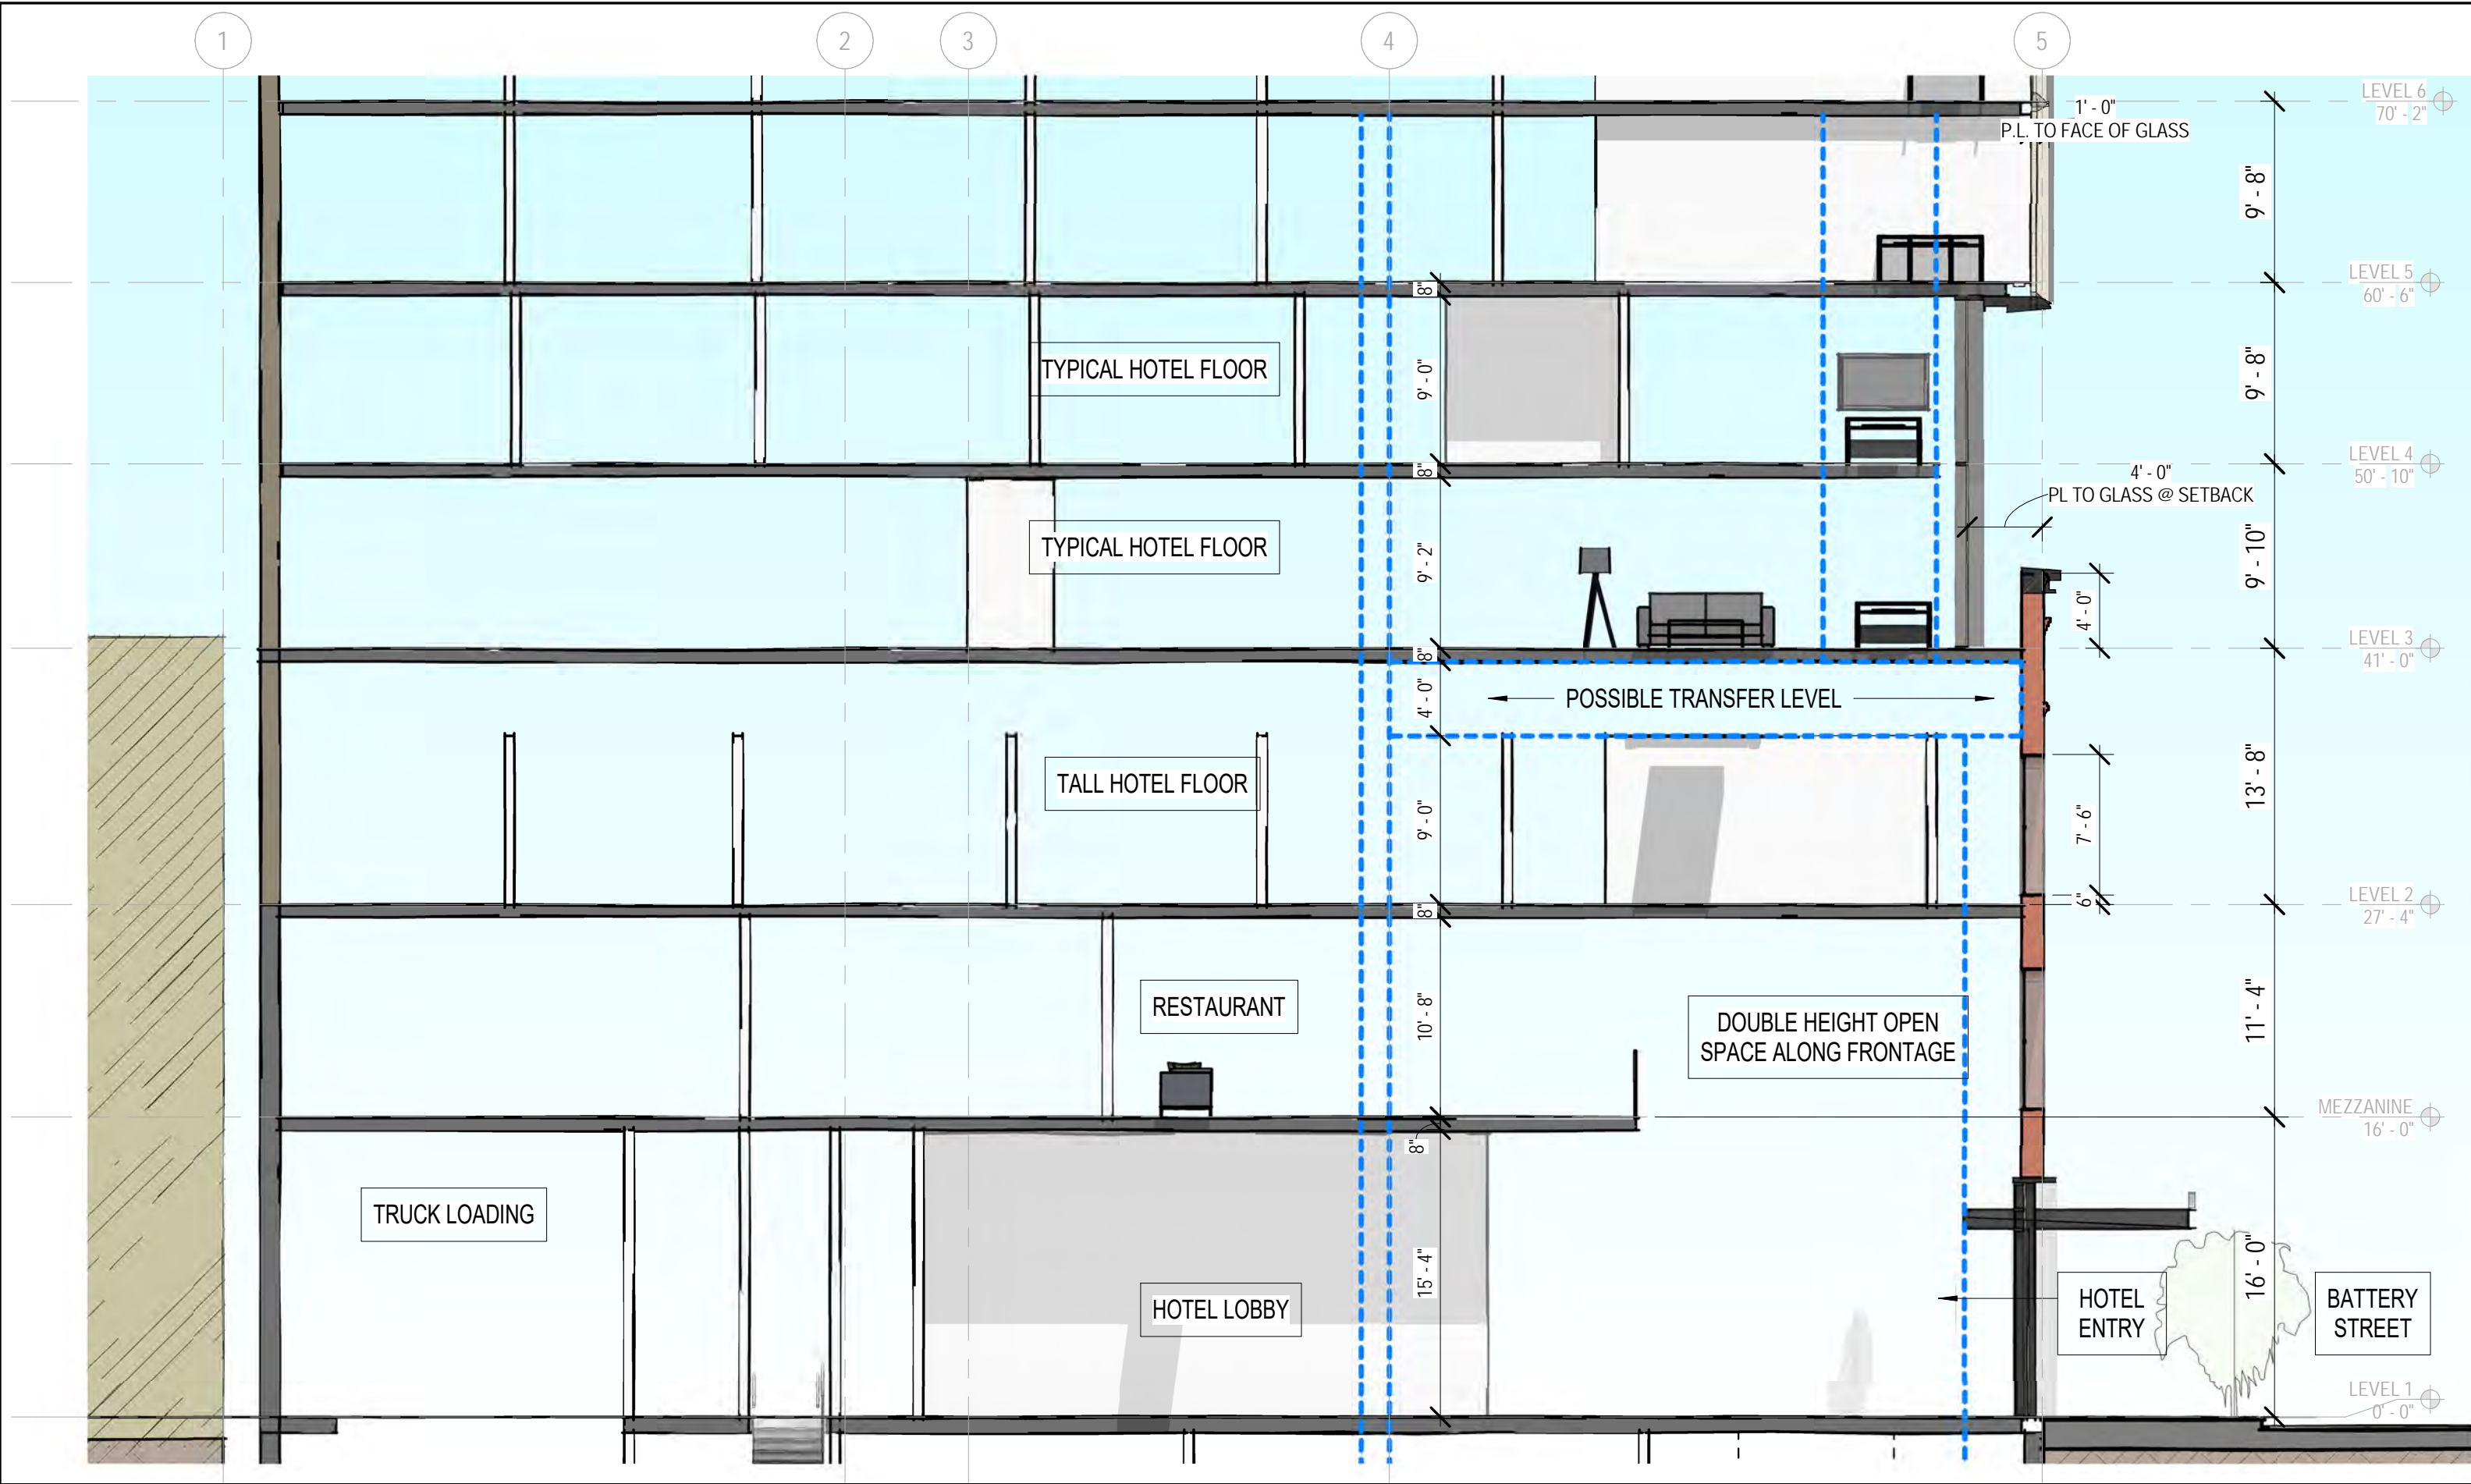 1
2
3
4
5
LEVEL 6
70' - 2"
1' - 0"
P.L. TO FACE OF GLASS
9' - 8"
LEVEL 5
60' - 6"
8"
TYPICAL HOTEL FLOOR
9' - 0"
9' - 8"
LEVEL 4
50' - 10"
8"
4' - 0"
PL TO GLASS @ SETBACK
TYPICAL HOTEL FLOOR
9' - 2"
9' - 10"
4' - 0"
LEVEL 3
41' - 0"
8"
4' - 0"
POSSIBLE TRANSFER LEVEL
TALL HOTEL FLOOR
9' - 0"
7' - 6"
13' - 8"
6"
LEVEL 2
27' - 4"
8"
RESTAURANT
10' - 8"
DOUBLE HEIGHT OPEN
SPACE ALONG FRONTAGE
11' - 4"
MEZZANINE
16' - 0"
8"
TRUCK LOADING
15' - 4"
HOTEL LOBBY
HOTEL
ENTRY
16' - 0"
BATTERY
STREET
LEVEL 1
0' - 0"